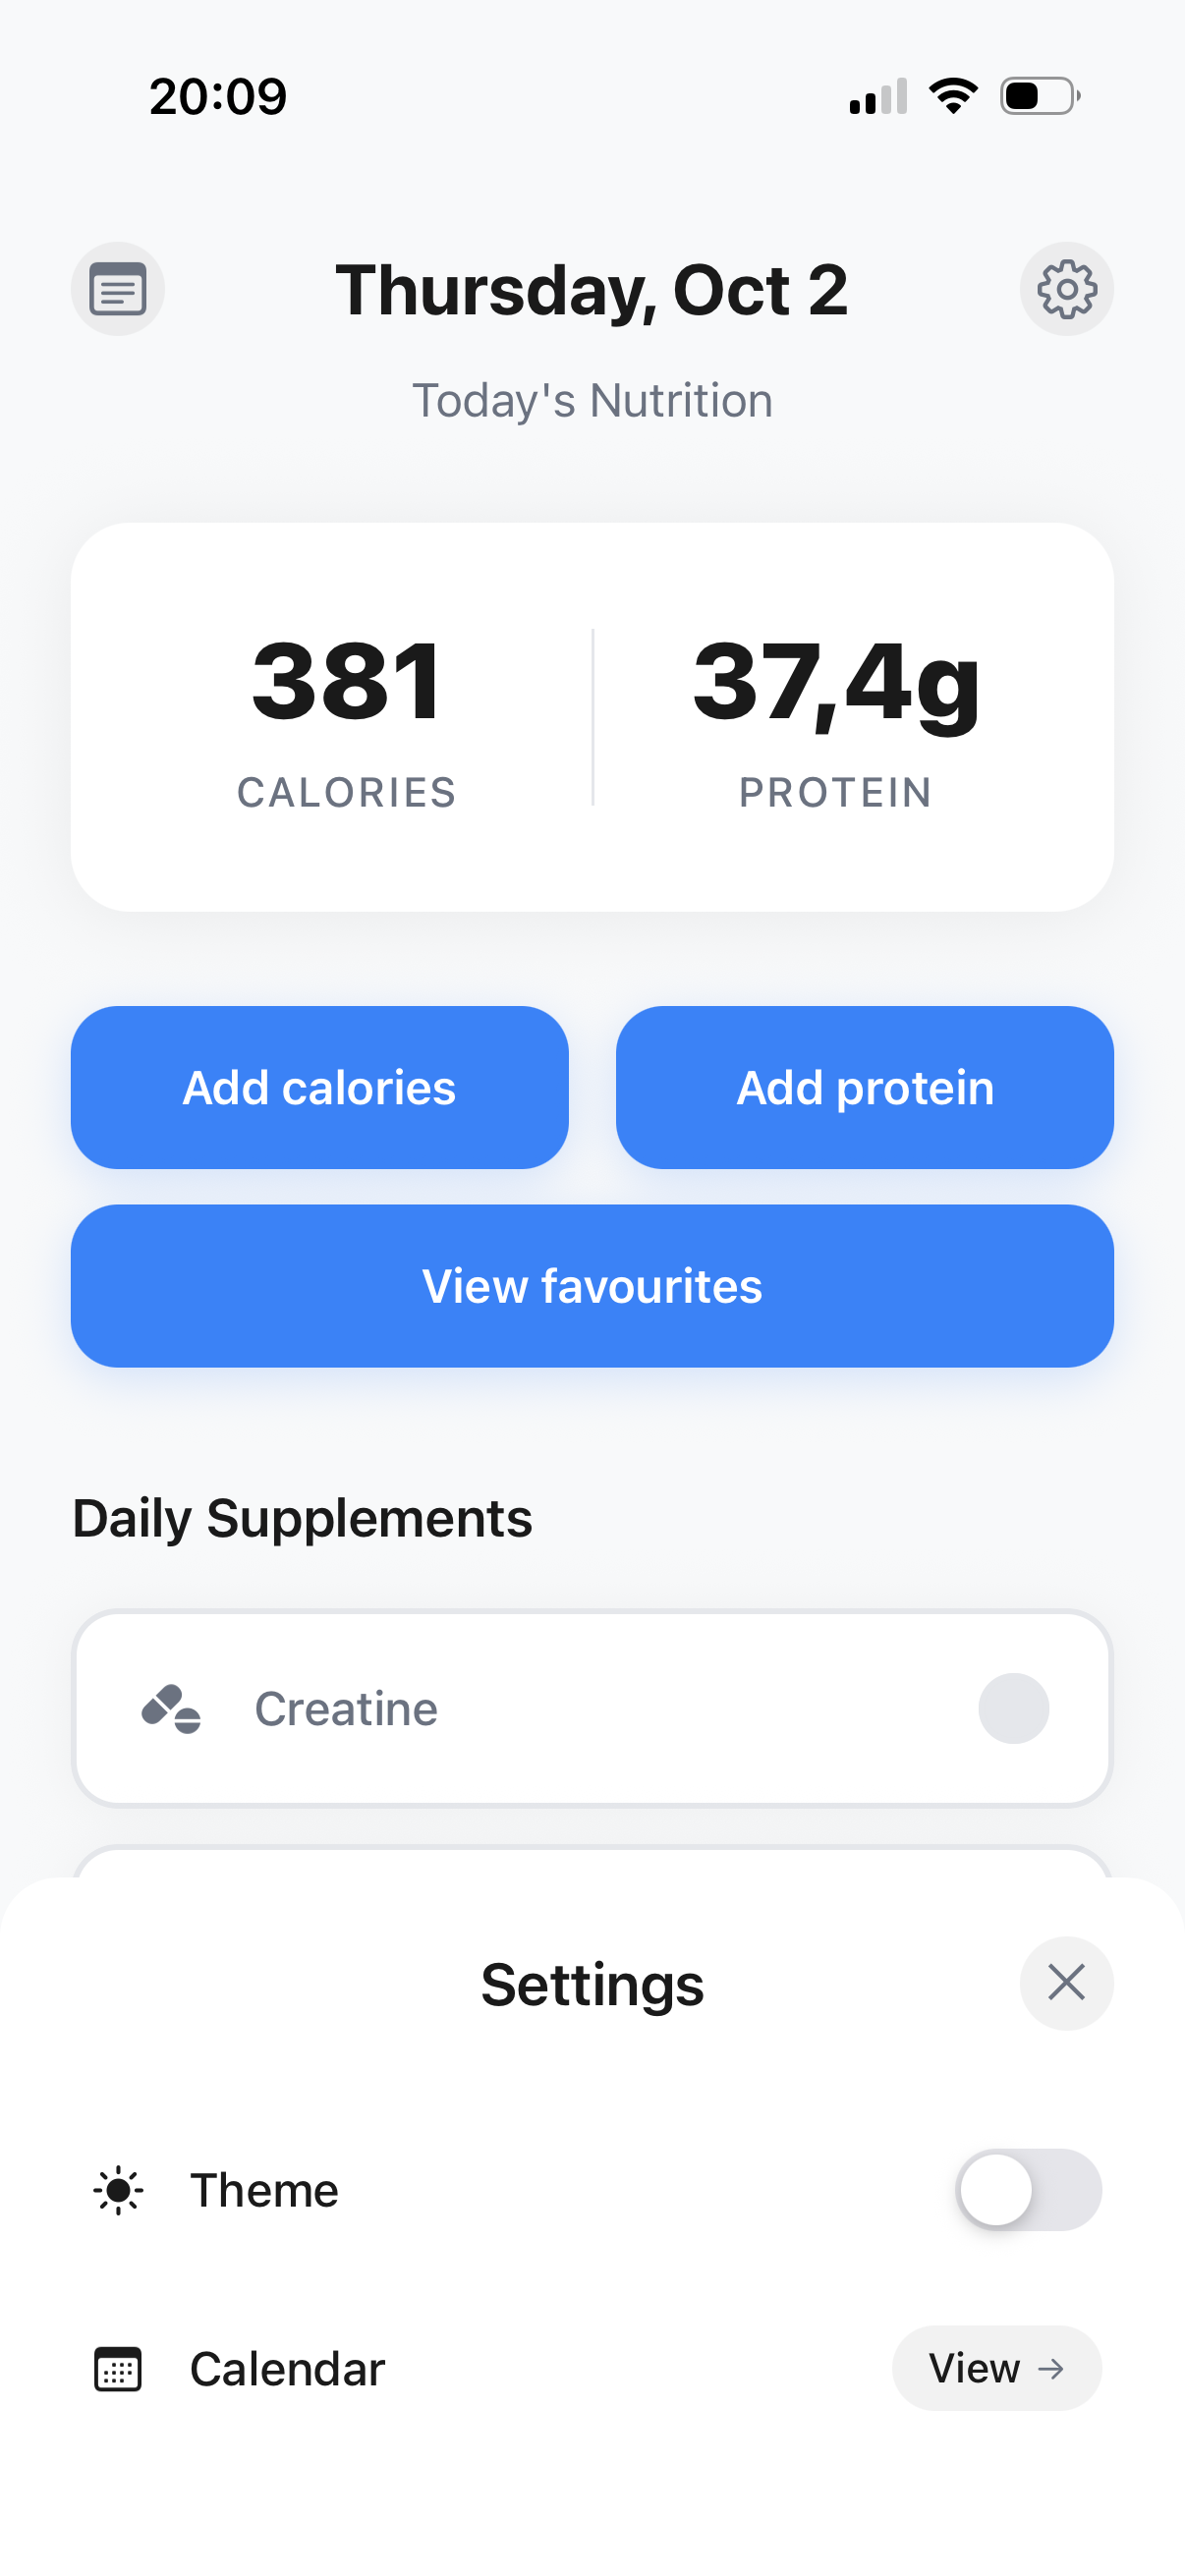 20:09
Thursday, Oct 2
Today's Nutrition
381
CALORIES
37,4g
PROTEIN
Add calories
Add protein
View favourites
Daily Supplements
Creatine
Settings
Theme
Calendar
View →